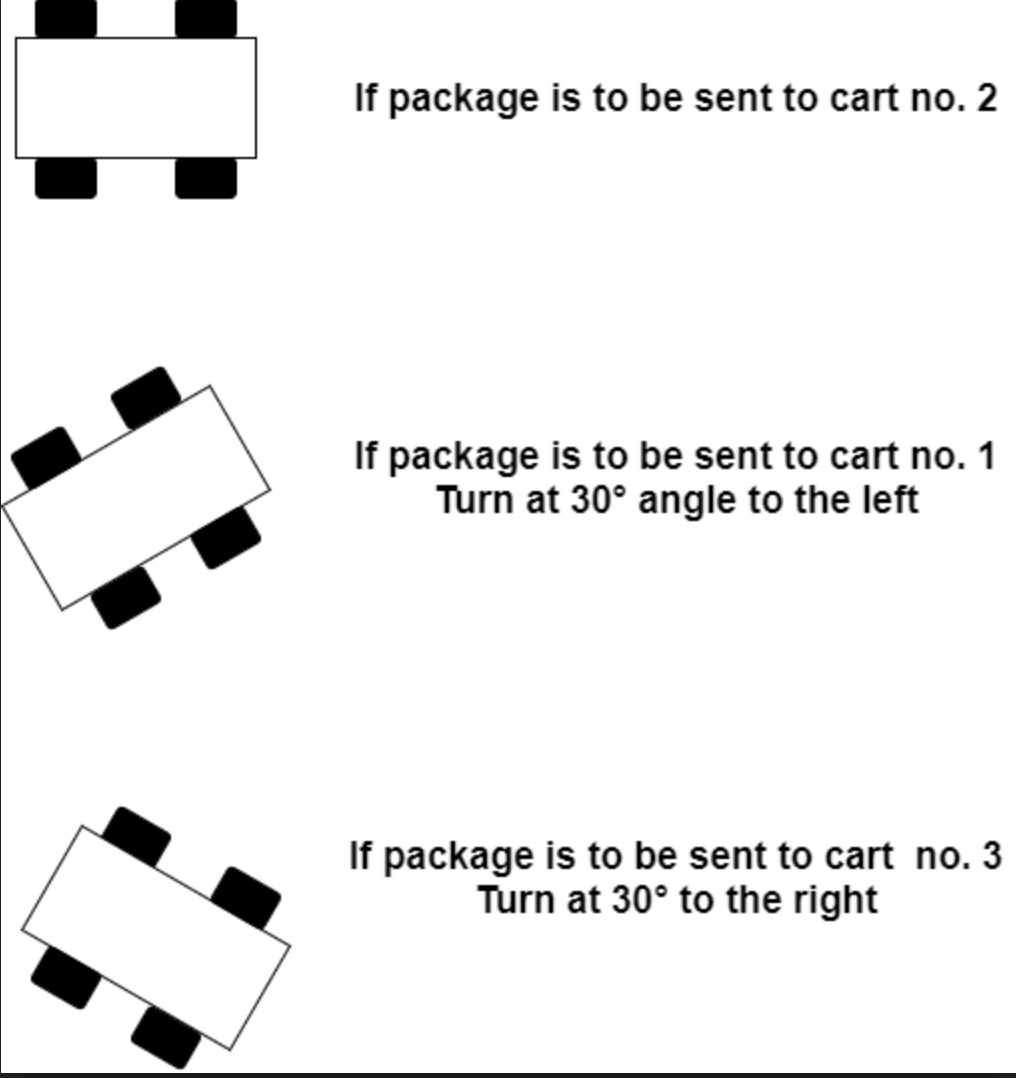 If package is to be sent to cart no. 2
If package is to be sent to cart no. 1
Turn at 30° angle to the left
If package is to be sent to cart  no. 3
Turn at 30° to the right